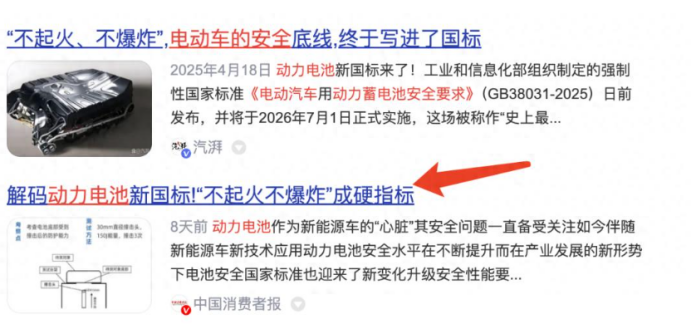 “不起火、不爆炸”,电动车的安全底线,终于写进了国标
2025年4月18日 动力电池新国标来了！工业和信息化部组织制定的强制
性国家标准《电动汽车用动力蓄电池安全要求》（GB38031-2025）日前
发布，并将于2026年7月1日正式实施，这场被称作“史上最...
汽湃
解码动力电池新国标!“不起火不爆炸”成硬指标
8天前 动力电池作为新能源车的“心脏”其安全问题一直备受关注如今伴随
新能源车新技术应用动力电池安全水平在不断提升而在产业发展的新形势
下电池安全国家标准也迎来了新变化升级安全性能要...
中国消费者报